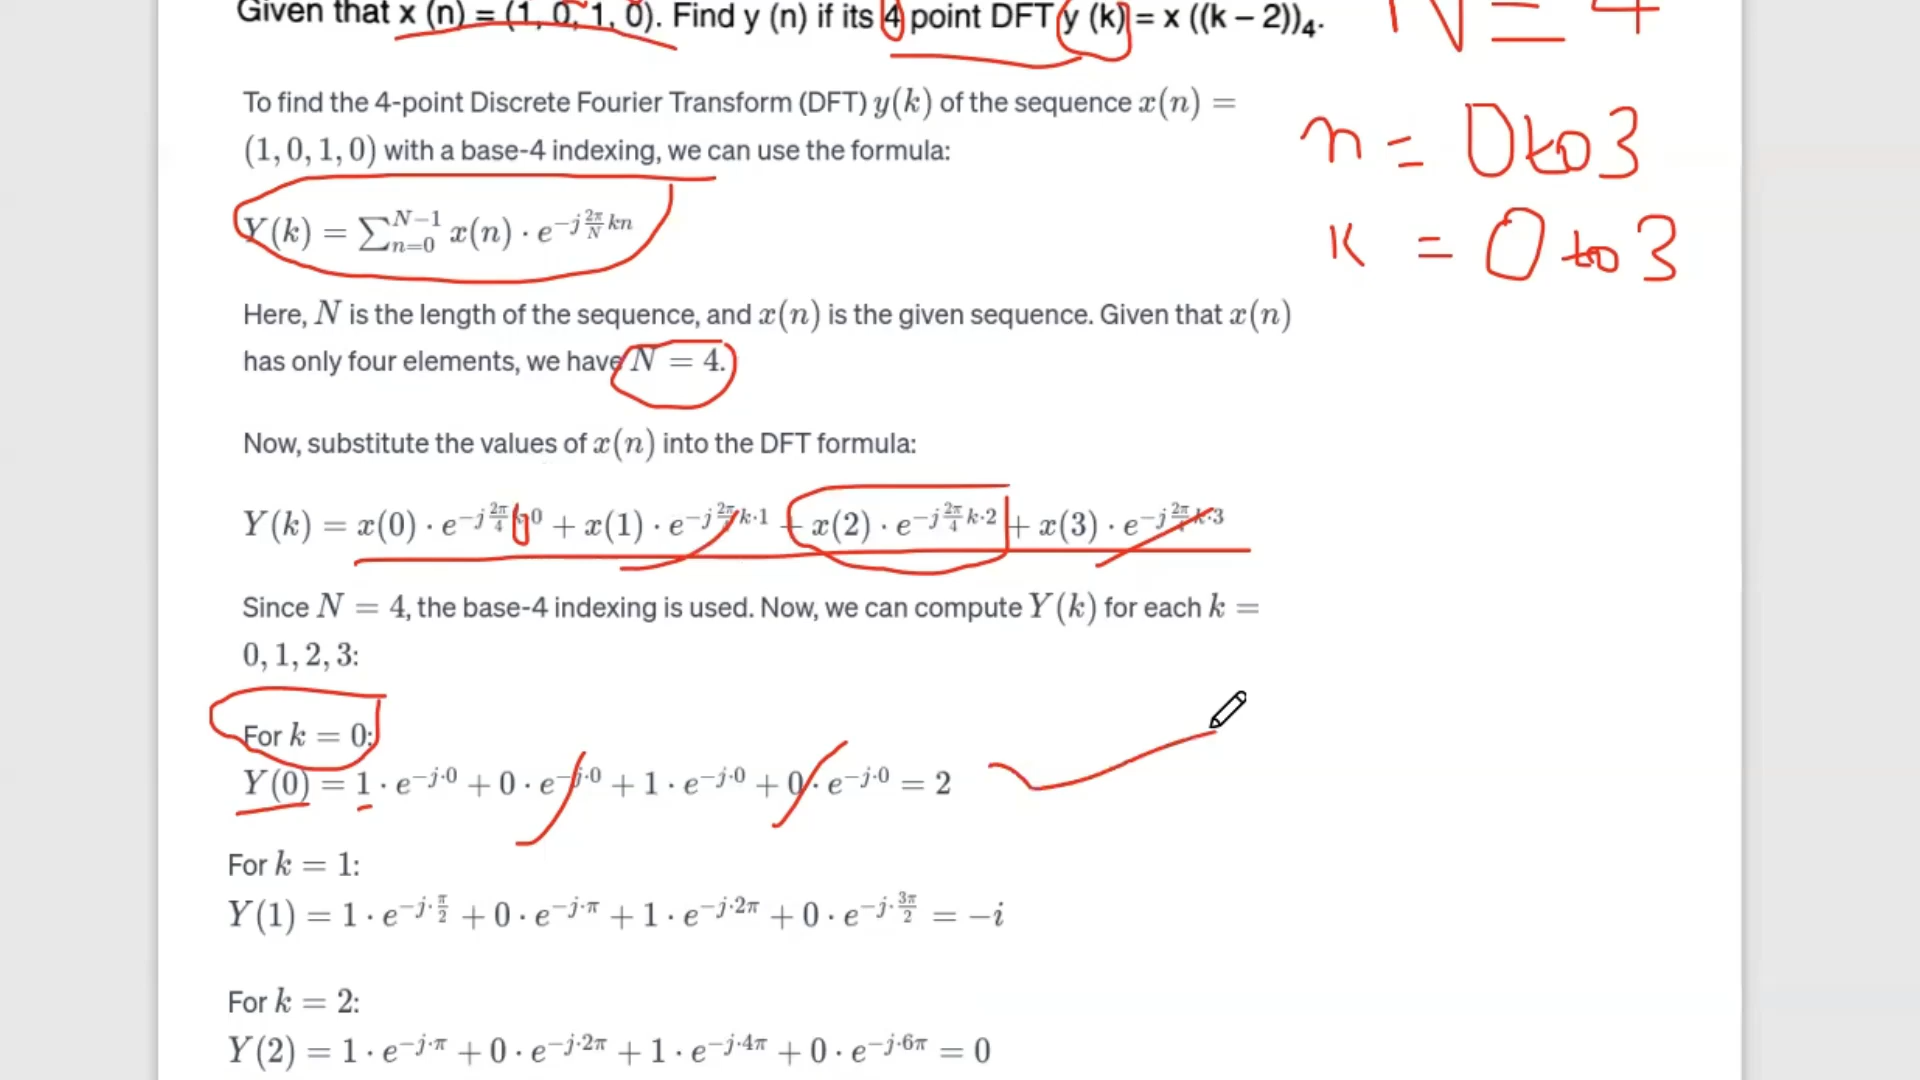 Given that x (n) = (1, 0, 1, 0). Find y (n) if its 4 point DFT y (k) = x ((k – 2))₄.
N = 4
To find the 4-point Discrete Fourier Transform (DFT) y(k) of the sequence x(n) =
(1, 0, 1, 0) with a base-4 indexing, we can use the formula:
n = 0 to 3
Y(k) = ∑_{n=0}^{N−1} x(n) · e^{−j\frac{2π}{N}kn}
k = 0 to 3
Here, N is the length of the sequence, and x(n) is the given sequence. Given that x(n)
has only four elements, we have N = 4.
Now, substitute the values of x(n) into the DFT formula:
Y(k) = x(0) · e^{−j\frac{2π}{4}k·0} + x(1) · e^{−j\frac{2π}{4}k·1} + x(2) · e^{−j\frac{2π}{4}k·2} + x(3) · e^{−j\frac{2π}{4}k·3}
Since N = 4, the base-4 indexing is used. Now, we can compute Y(k) for each k =
0, 1, 2, 3:
For k = 0:
Y(0) = 1 · e^{−j·0} + 0 · e^{−j·0} + 1 · e^{−j·0} + 0 · e^{−j·0} = 2
For k = 1:
Y(1) = 1 · e^{−j·\frac{π}{2}} + 0 · e^{−j·π} + 1 · e^{−j·2π} + 0 · e^{−j·\frac{3π}{2}} = −i
For k = 2:
Y(2) = 1 · e^{−j·π} + 0 · e^{−j·2π} + 1 · e^{−j·4π} + 0 · e^{−j·6π} = 0